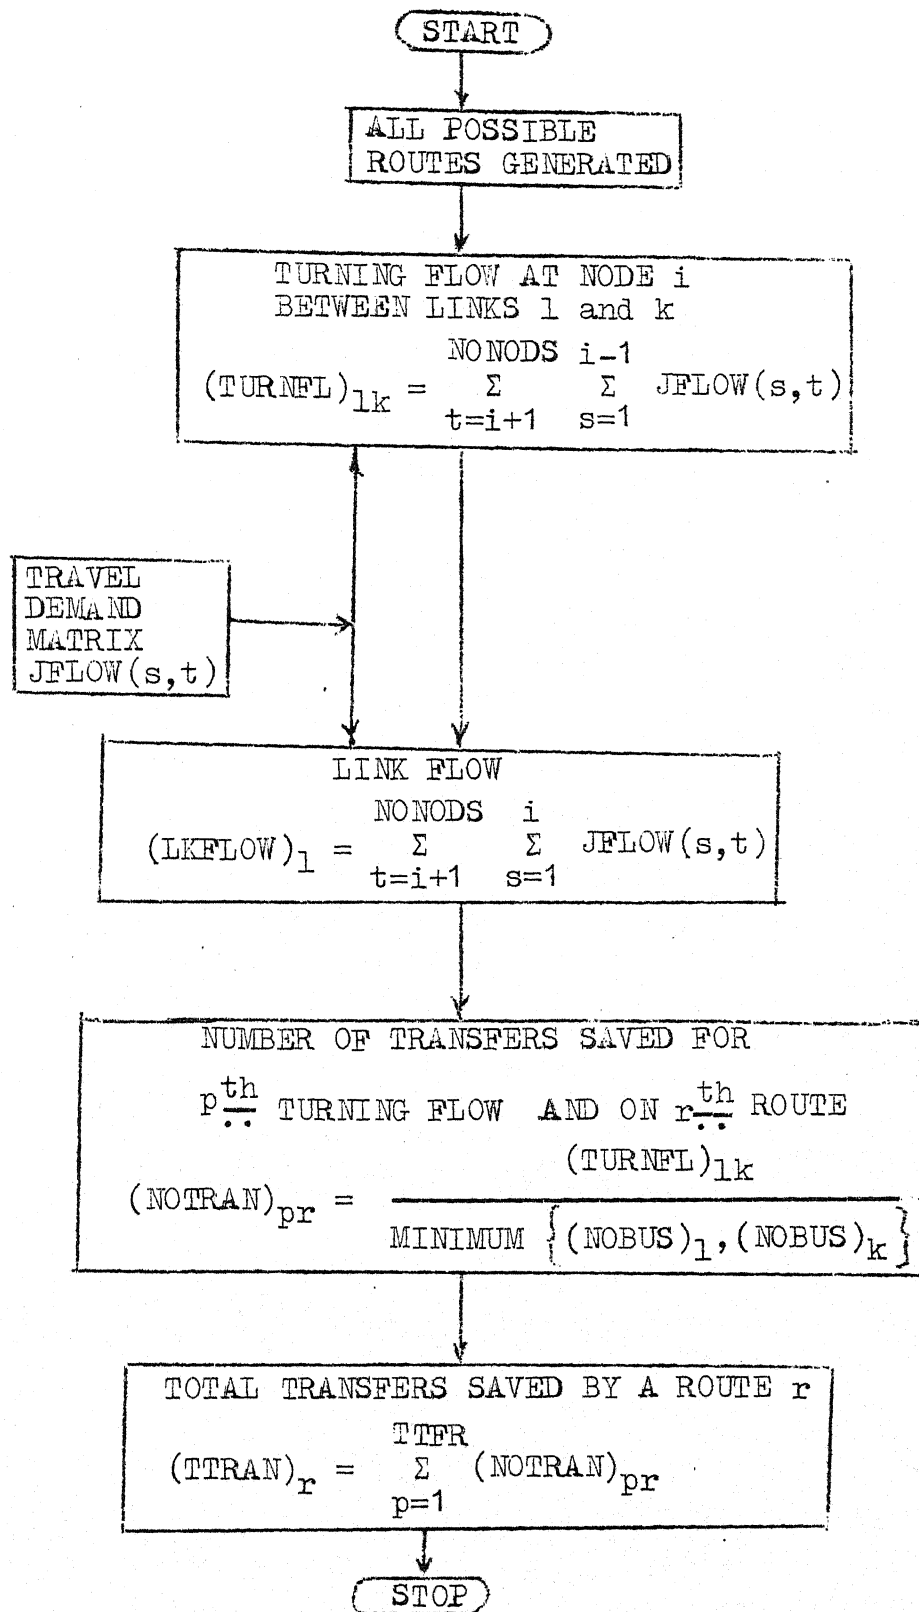 START
ALL POSSIBLE
ROUTES GENERATED
TURNING FLOW AT NODE i
BETWEEN LINKS l and k
NONODS i-1
(TURNFL)lk = Σ Σ JFLOW(s,t)
t=i+1 s=1
TRAVEL
DEMAND
MATRIX
JFLOW(s,t)
LINK FLOW
NONODS i
(LKFLOW)l = Σ Σ JFLOW(s,t)
t=i+1 s=1
NUMBER OF TRANSFERS SAVED FOR
pth TURNING FLOW AND ON rth ROUTE
(TURNFL)lk
(NOTRAN)pr =
MINIMUM {(NOBUS)l,(NOBUS)k}
TOTAL TRANSFERS SAVED BY A ROUTE r
TTFR
(TTRAN)r = Σ (NOTRAN)pr
p=1
STOP